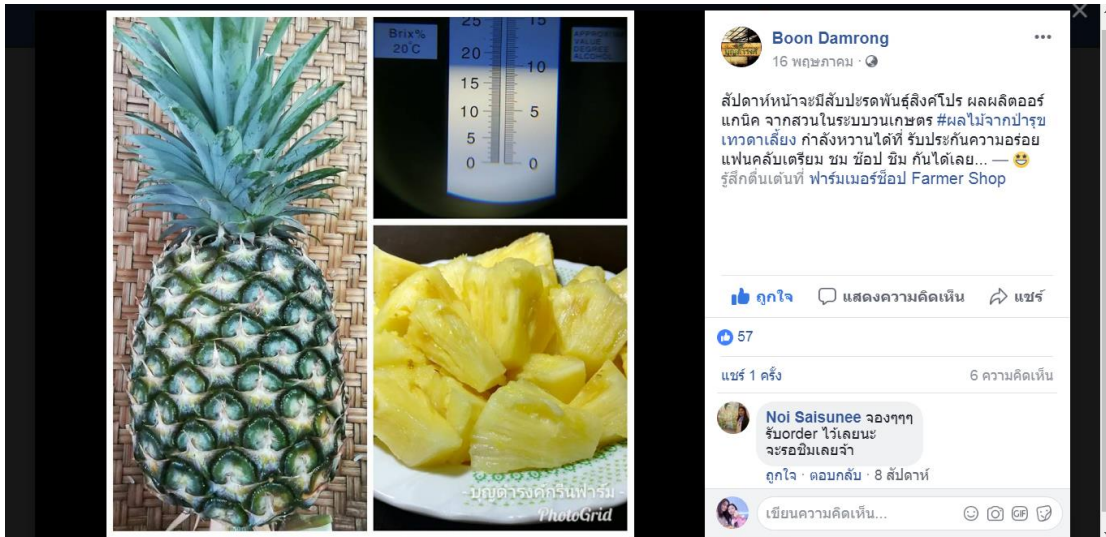 Brix%
20°C
25
20
15
10
5
0
15
10
5
0
APPROXIMATE
VALUE
DEGREE
ALCOHOL
-บุญดำรงค์กรีนฟาร์ม-
PhotoGrid
Boon Damrong
16 พฤษภาคม ·
สัปดาห์หน้าจะมีสับปะรดพันธุ์สิงค์โปร ผลผลิตออร์
แกนิค จากสวนในระบบวนเกษตร #ผลไม้จากป่ารุข
เทวดาเลี้ยง กำลังหวานได้ที่ รับประกันความอร่อย
แฟนคลับเตรียม ชม ช๊อป ชิม กันได้เลย... —
รู้สึกตื่นเต้นที่ ฟาร์มเมอร์ช็อป Farmer Shop
ถูกใจ แสดงความคิดเห็น แชร์
57
แชร์ 1 ครั้ง 6 ความคิดเห็น
Noi Saisunee จองๆๆๆ
รับorder ไว้เลยนะ
จะรอชิมเลยจ้า
ถูกใจ · ตอบกลับ · 8 สัปดาห์
เขียนความคิดเห็น...
GIF